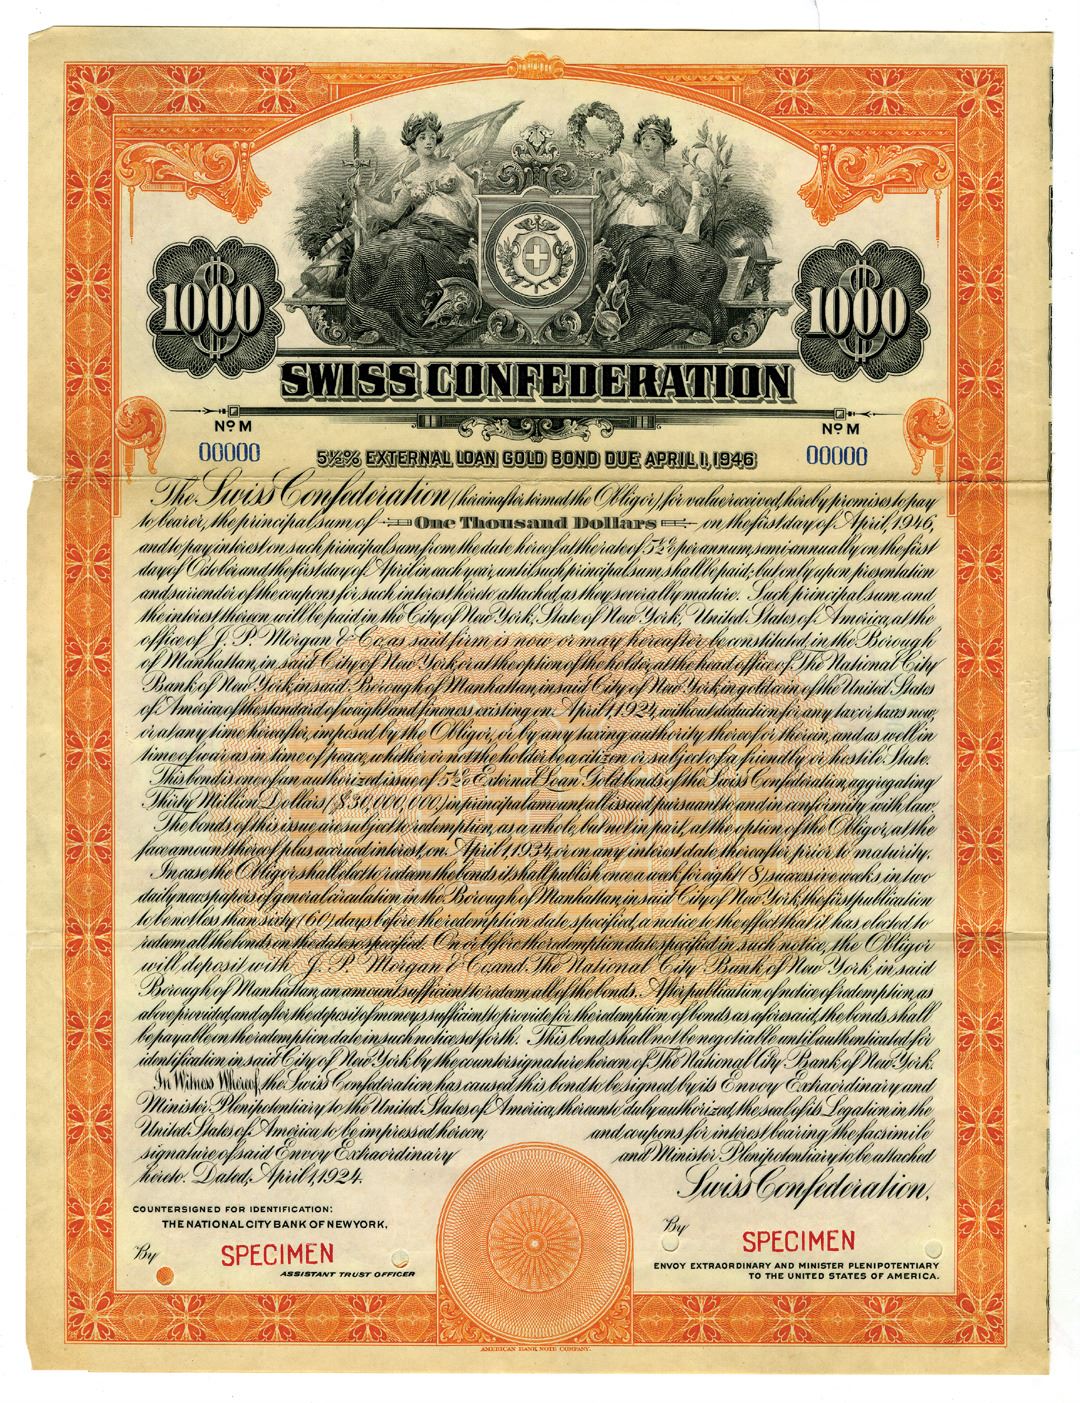 1000
1000
SWISS CONFEDERATION
No M
No M
00000
00000
5½% EXTERNAL LOAN GOLD BOND DUE APRIL 1, 1946
The Swiss Confederation (hereinafter termed the Obligor), for value received, hereby promises to pay
to bearer, the principal sum of One Thousand Dollars on the first day of April, 1946,
and to pay interest on such principal sum from the date hereof at the rate of 5½% per annum, semi-annually on the first
day of October and the first day of April in each year, until such principal sum shall be paid; but only upon presentation
and surrender of the coupons for such interest hereto attached, as they severally mature. Such principal sum and
the interest thereon will be paid in the City of New York, State of New York, United States of America, at the
office of J. P. Morgan & Co., as said firm is now or may hereafter be constituted, in the Borough
of Manhattan, in said City of New York, or at the option of the holder, at the head office of The National City
Bank of New York, in said Borough of Manhattan, in said City of New York, in gold coin of the United States
of America of the standard of weight and fineness existing on April 1, 1924, without deduction for any tax or taxes now,
or at any time hereafter, imposed by the Obligor, or by any taxing authority thereof or therein, and as well in
time of war as in time of peace, whether or not the holder be a citizen or subject of a friendly or hostile State.
This bond is one of an authorized issue of 5½% External Loan Gold bonds of the Swiss Confederation, aggregating
Thirty Million Dollars ($30,000,000) in principal amount, all issued pursuant to and in conformity with law.
The bonds of this issue are subject to redemption, as a whole, but not in part, at the option of the Obligor, at the
face amount thereof plus accrued interest, on April 1, 1934, or on any interest date thereafter prior to maturity.
In case the Obligor shall elect to redeem the bonds it shall publish once a week for eight (8) successive weeks in two
daily newspapers of general circulation in the Borough of Manhattan, in said City of New York, the first publication
to be not less than sixty (60) days before the redemption date specified, a notice to the effect that it has elected to
redeem all the bonds on the date so specified. On or before the redemption date specified in such notice, the Obligor
will deposit with J. P. Morgan & Co. and The National City Bank of New York in said
Borough of Manhattan, an amount sufficient to redeem all of the bonds. After publication of notice of redemption, as
above provided, and after the deposit of moneys sufficient to provide for the redemption of bonds as aforesaid, the bonds shall
be payable on the redemption date in such notice set forth. This bond shall not be negotiable until authenticated for
identification in said City of New York by the countersignature hereon of The National City Bank of New York.
In Witness Whereof, the Swiss Confederation has caused this bond to be signed by its Envoy Extraordinary and
Minister Plenipotentiary to the United States of America, thereunto duly authorized, the seal of its Legation in the
United States of America, to be impressed hereon, and coupons for interest bearing the facsimile
signature of said Envoy Extraordinary and Minister Plenipotentiary to be attached
hereto. Dated, April 1, 1924.
Swiss Confederation,
COUNTERSIGNED FOR IDENTIFICATION:
THE NATIONAL CITY BANK OF NEW YORK,
By SPECIMEN
ASSISTANT TRUST OFFICER
By SPECIMEN
ENVOY EXTRAORDINARY AND MINISTER PLENIPOTENTIARY
TO THE UNITED STATES OF AMERICA.
AMERICAN BANK NOTE COMPANY.